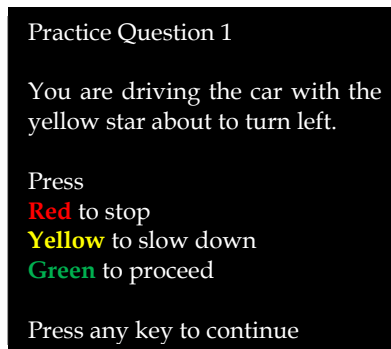 Practice Question 1
You are driving the car with the
yellow star about to turn left.
Press
Red to stop
Yellow to slow down
Green to proceed
Press any key to continue